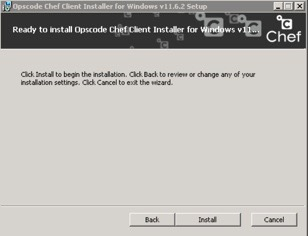 Opscode Chef Client Installer for Windows v11.6.2 Setup
Ready to install Opscode Chef Client Installer for Windows v11...
Chef
Click Install to begin the installation. Click Back to review or change any of your
installation settings. Click Cancel to exit the wizard.
Back Install Cancel